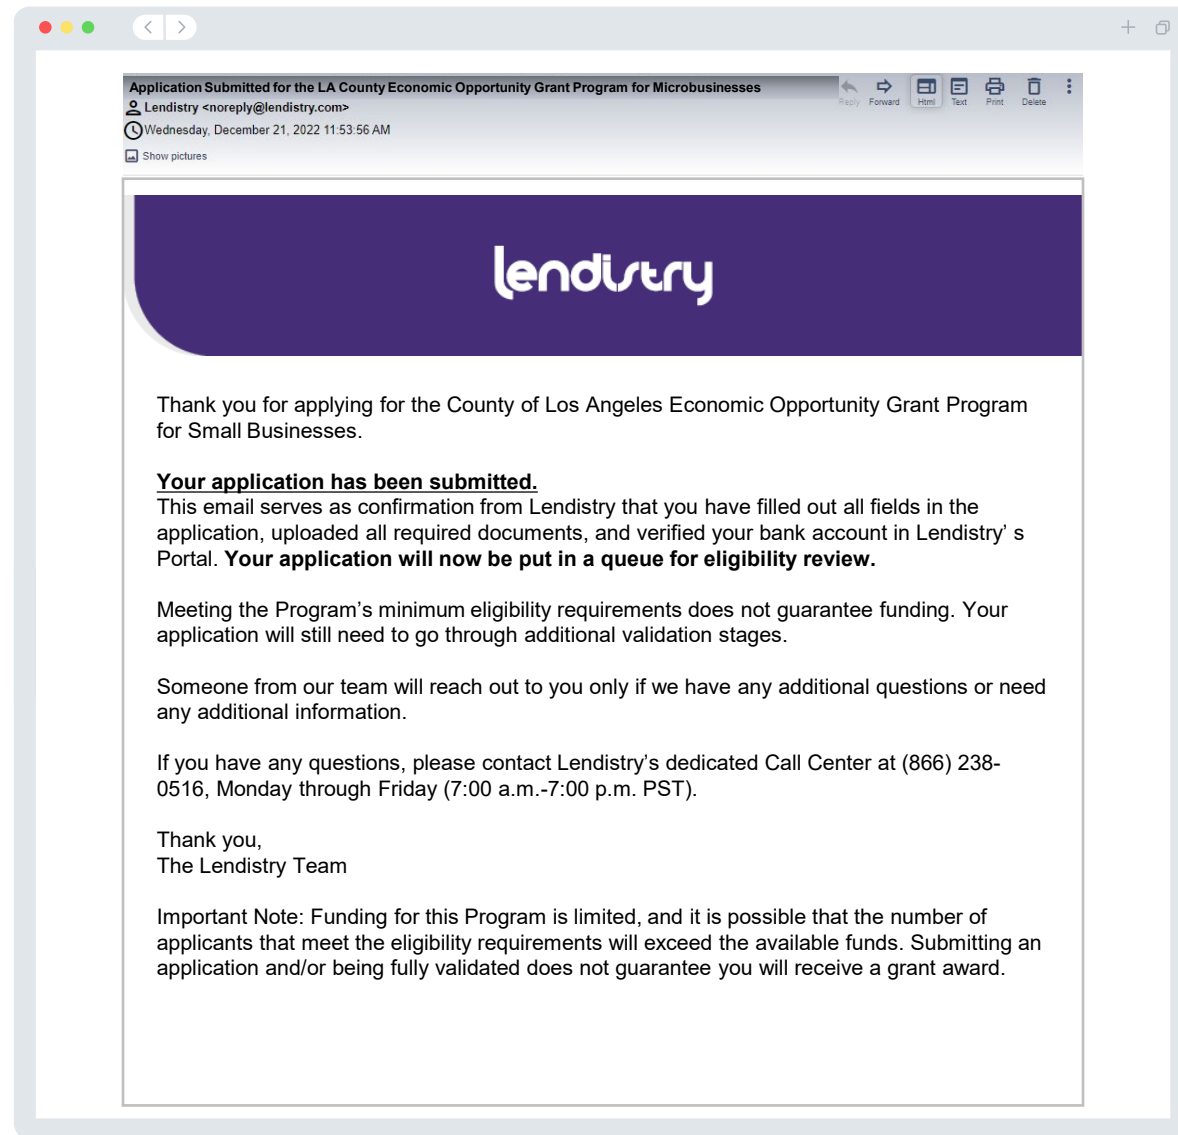 Application Submitted for the LA County Economic Opportunity Grant Program for Microbusinesses
Reply Forward Html Text Print Delete
Lendistry <noreply@lendistry.com>
Wednesday, December 21, 2022 11:53:56 AM
Show pictures
lendistry
Thank you for applying for the County of Los Angeles Economic Opportunity Grant Program
for Small Businesses.
Your application has been submitted.
This email serves as confirmation from Lendistry that you have filled out all fields in the
application, uploaded all required documents, and verified your bank account in Lendistry’ s
Portal. Your application will now be put in a queue for eligibility review.
Meeting the Program’s minimum eligibility requirements does not guarantee funding. Your
application will still need to go through additional validation stages.
Someone from our team will reach out to you only if we have any additional questions or need
any additional information.
If you have any questions, please contact Lendistry’s dedicated Call Center at (866) 238-
0516, Monday through Friday (7:00 a.m.-7:00 p.m. PST).
Thank you,
The Lendistry Team
Important Note: Funding for this Program is limited, and it is possible that the number of
applicants that meet the eligibility requirements will exceed the available funds. Submitting an
application and/or being fully validated does not guarantee you will receive a grant award.